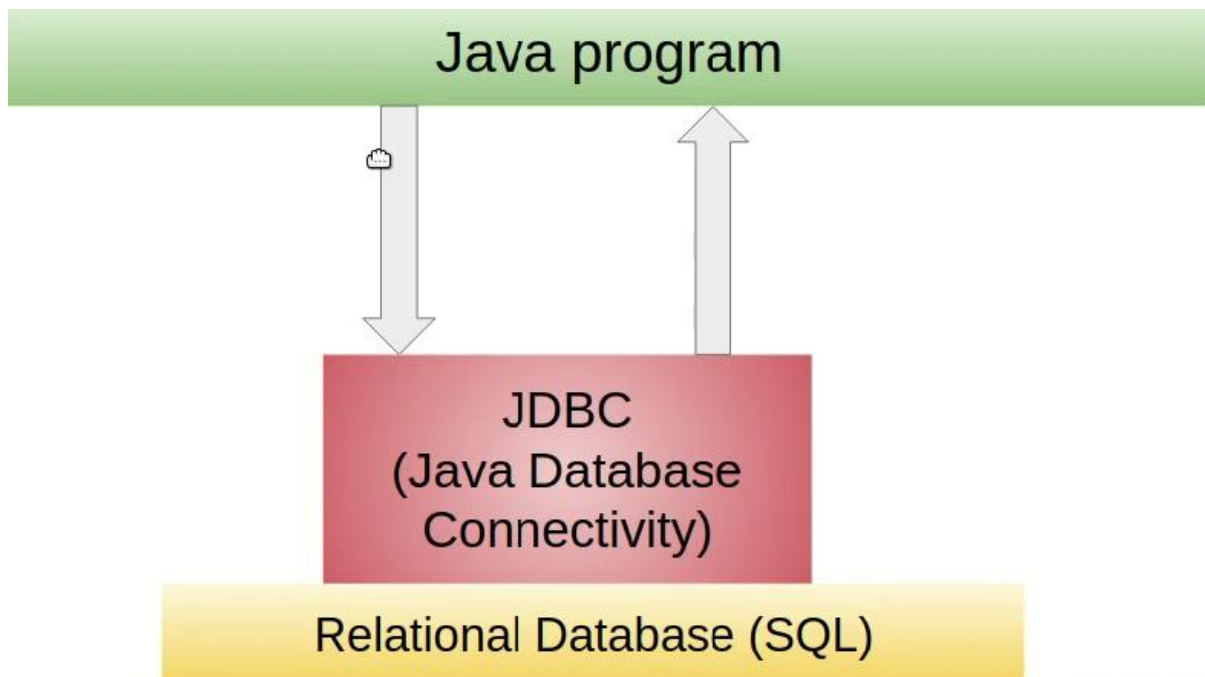 Java program
JDBC
(Java Database
Connectivity)
Relational Database (SQL)